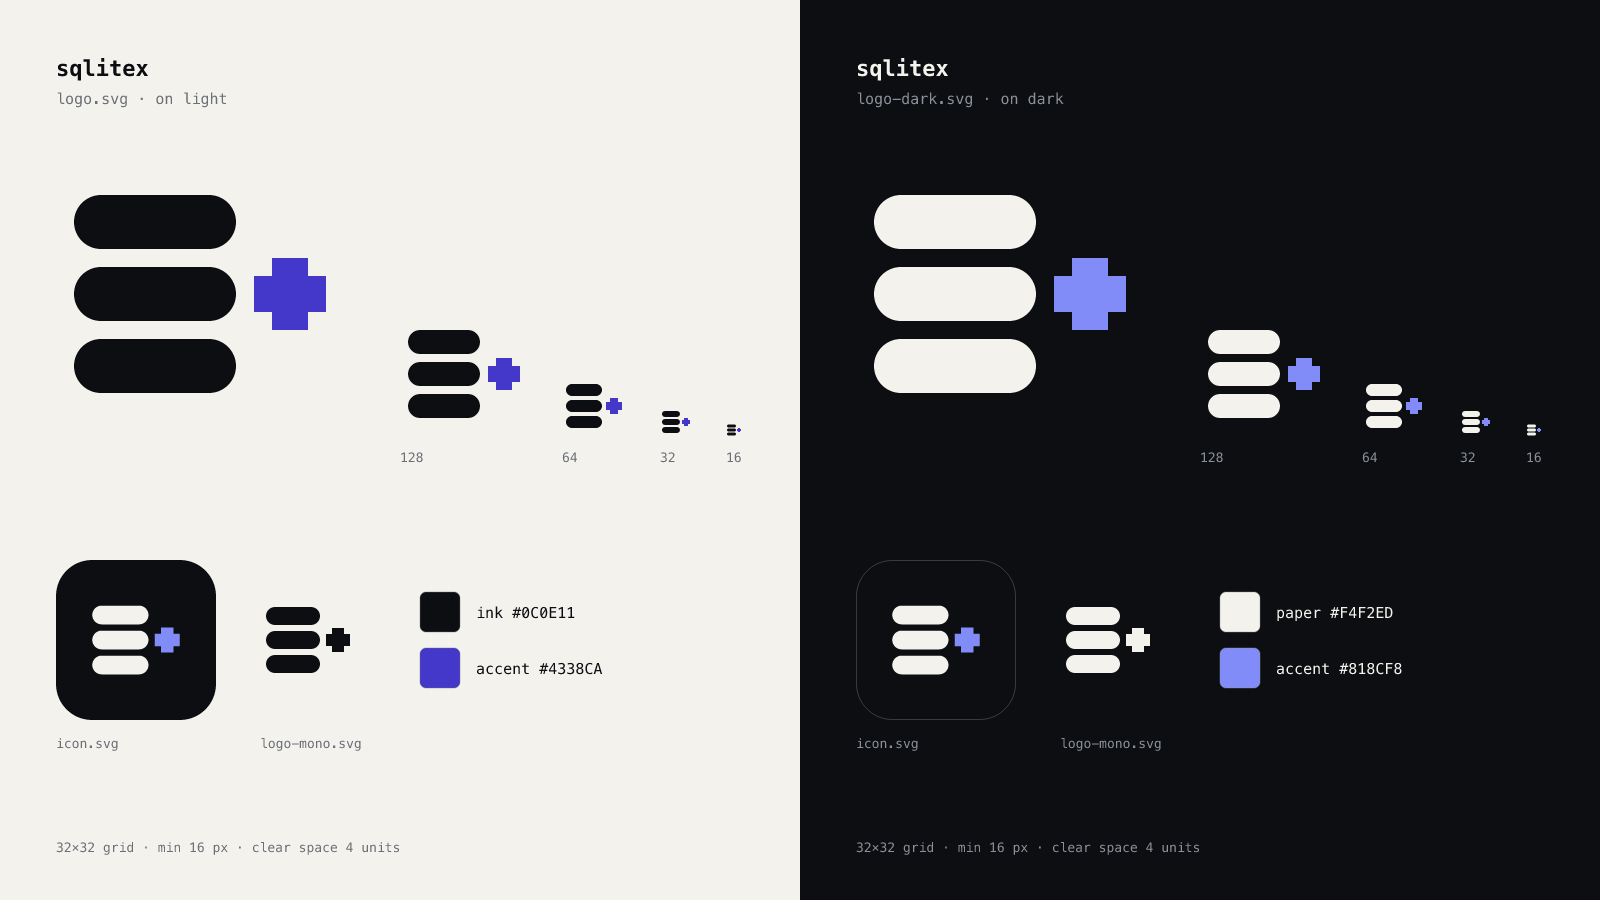 sqlitex
logo.svg · on light
128 64 32 16
ink #0C0E11
accent #4338CA
icon.svg logo-mono.svg
32×32 grid · min 16 px · clear space 4 units
sqlitex
logo-dark.svg · on dark
128 64 32 16
paper #F4F2ED
accent #818CF8
icon.svg logo-mono.svg
32×32 grid · min 16 px · clear space 4 units